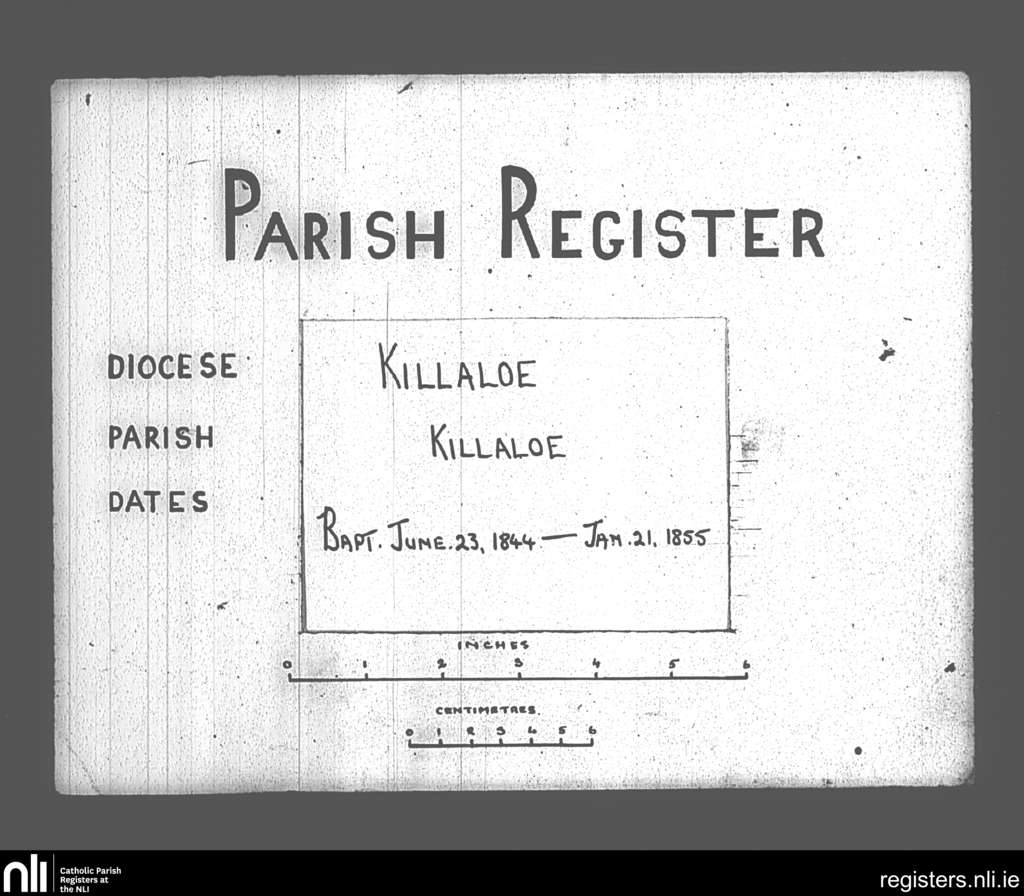 PARISH REGISTER
DIOCESE KILLALOE
PARISH KILLALOE
DATES BAPT. JUNE.23, 1844 — JAN.21, 1855
INCHES
0 1 2 3 4 5 6
CENTIMETRES.
0 1 2 3 4 5 6
nli Catholic Parish
Registers at
the NLI
registers.nli.ie